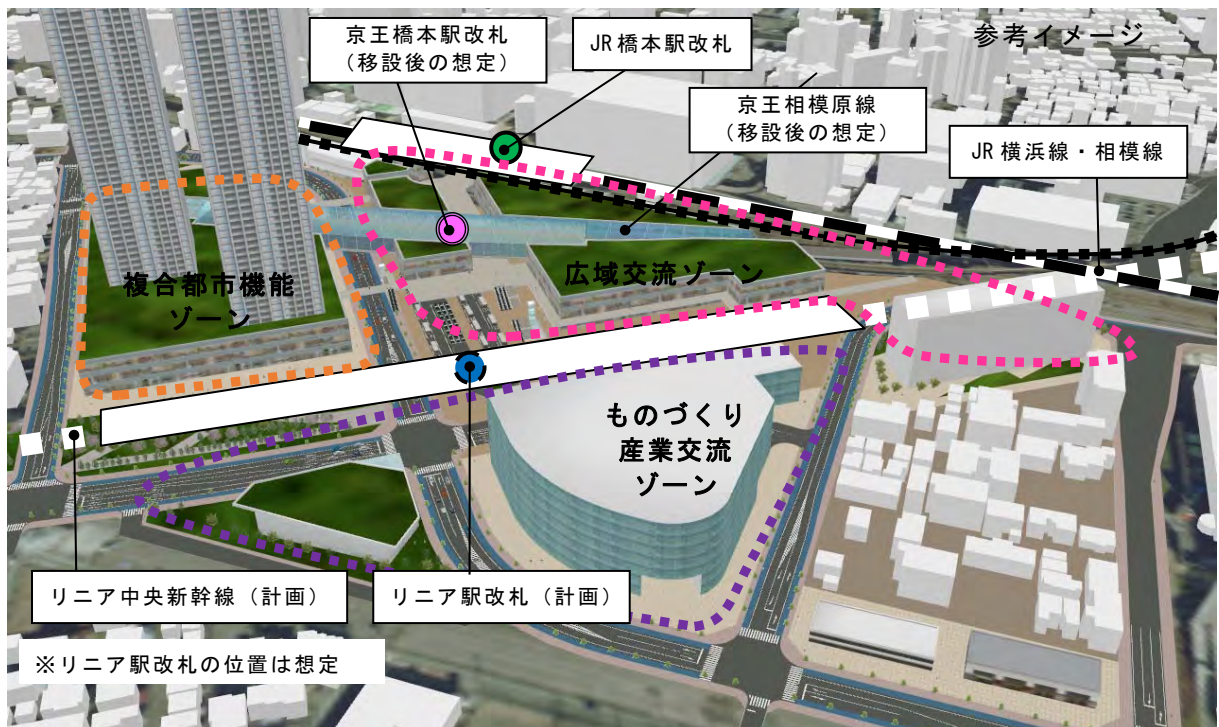 参考イメージ
京王橋本駅改札
（移設後の想定）
JR橋本駅改札
京王相模原線
（移設後の想定）
JR横浜線・相模線
複合都市機能
ゾーン
広域交流ゾーン
ものづくり
産業交流
ゾーン
リニア中央新幹線（計画）
リニア駅改札（計画）
※リニア駅改札の位置は想定